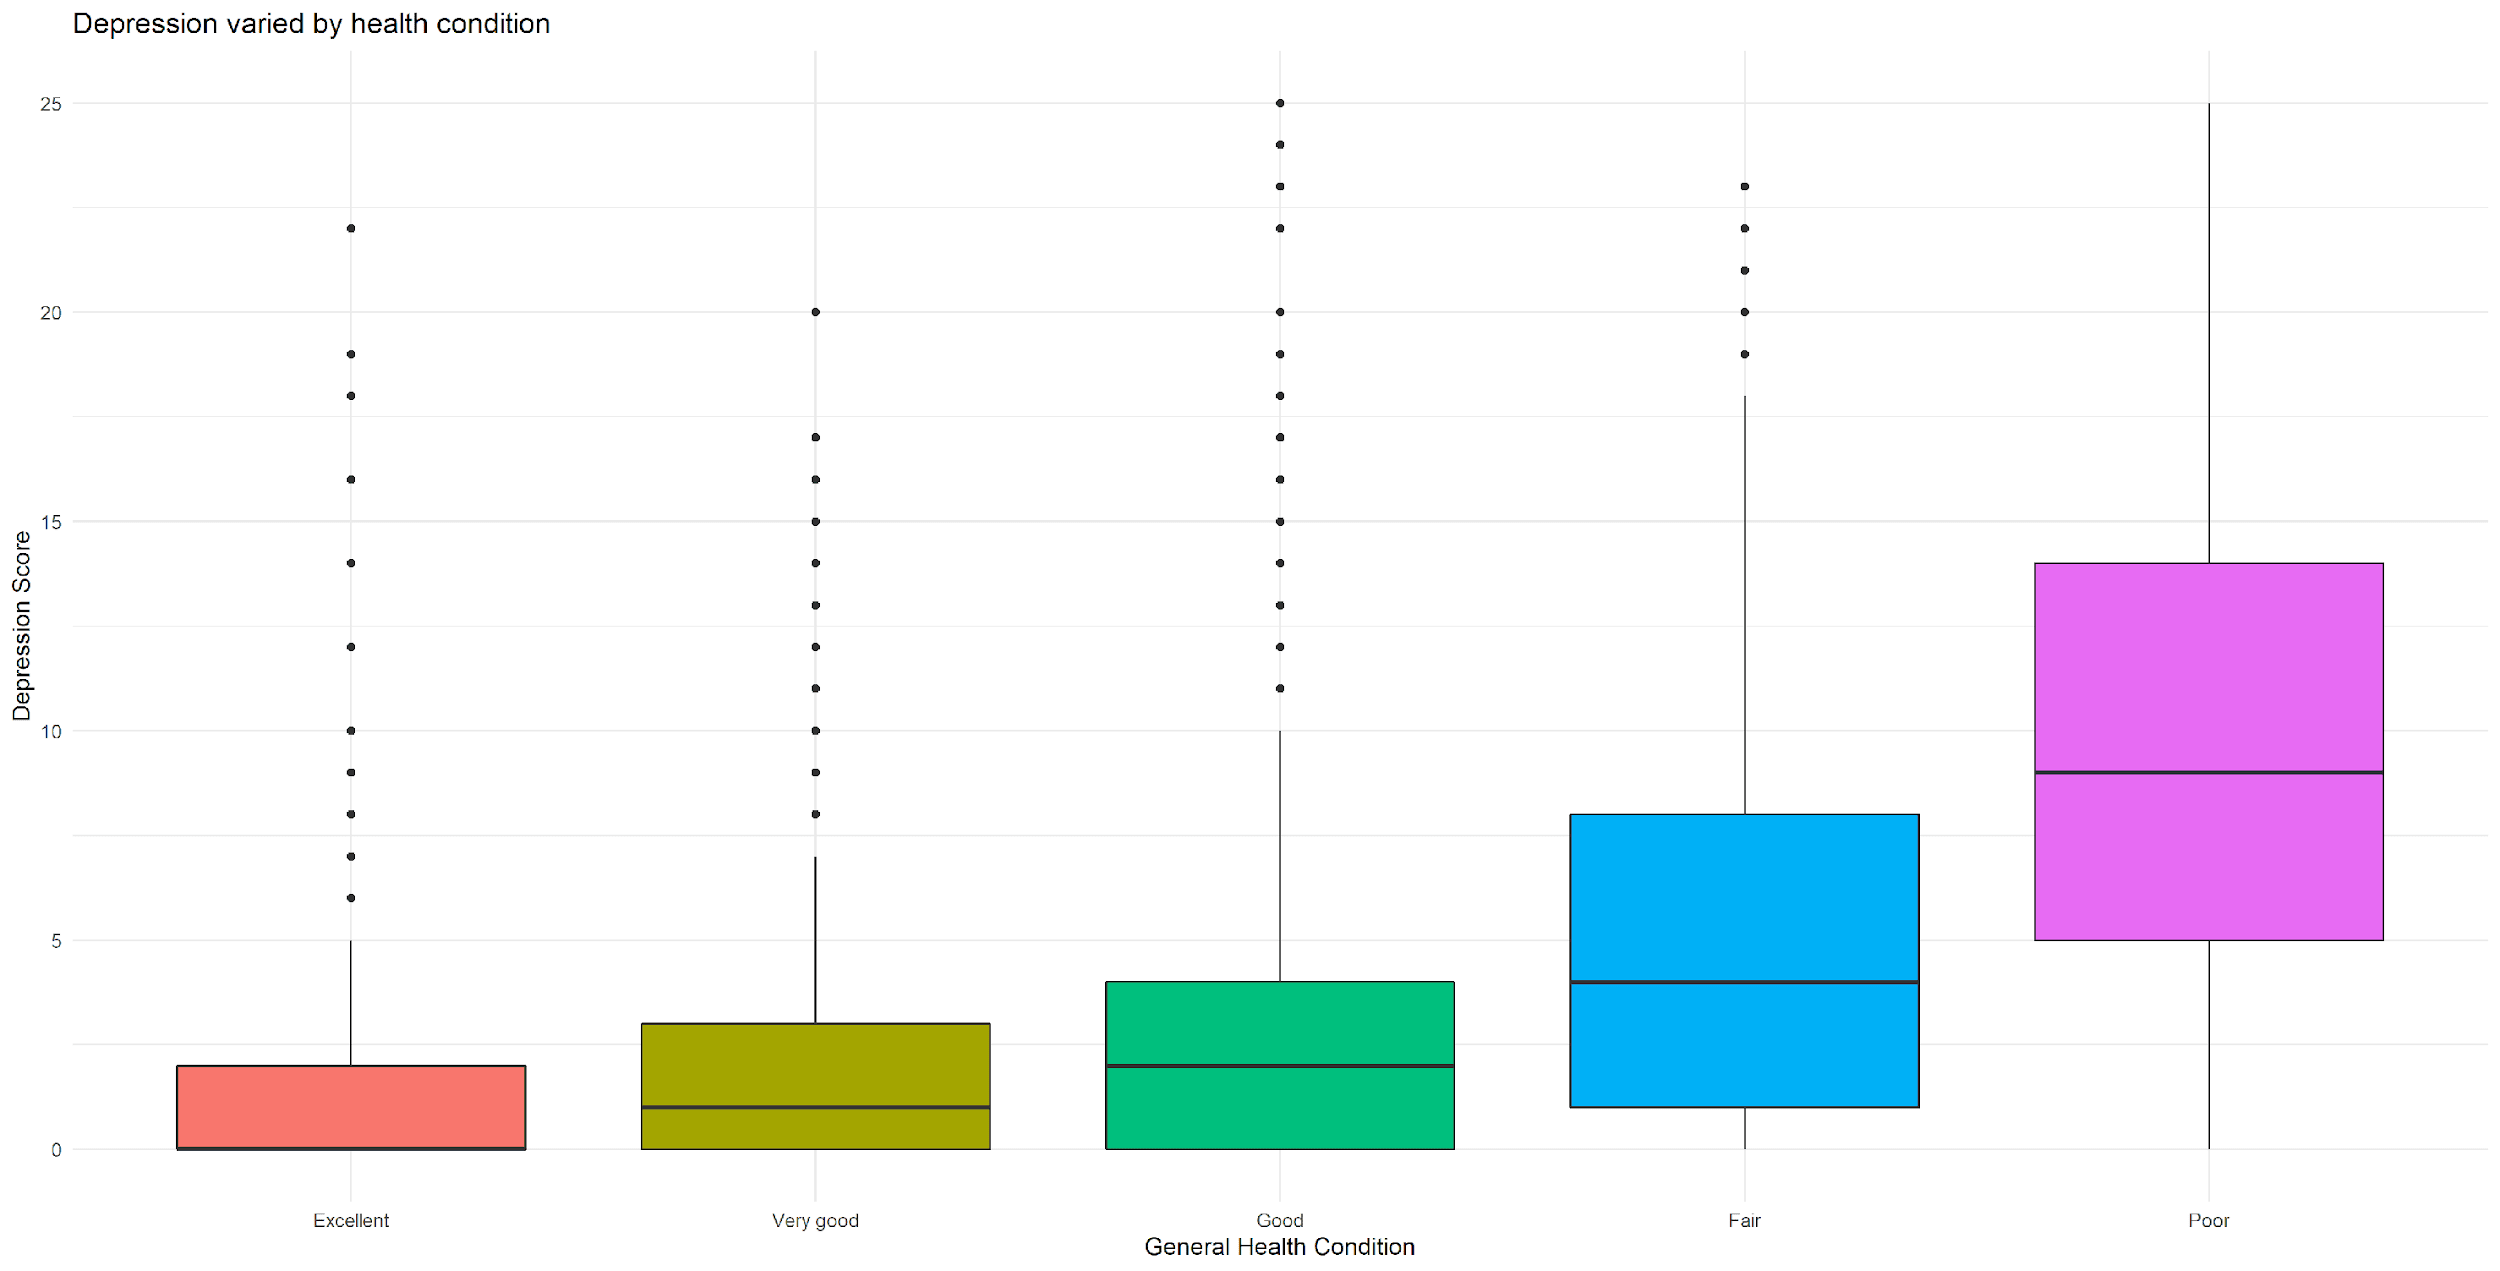 Depression varied by health condition
Depression Score
25
20
15
10
5
0
Excellent
Very good
Good
Fair
Poor
General Health Condition